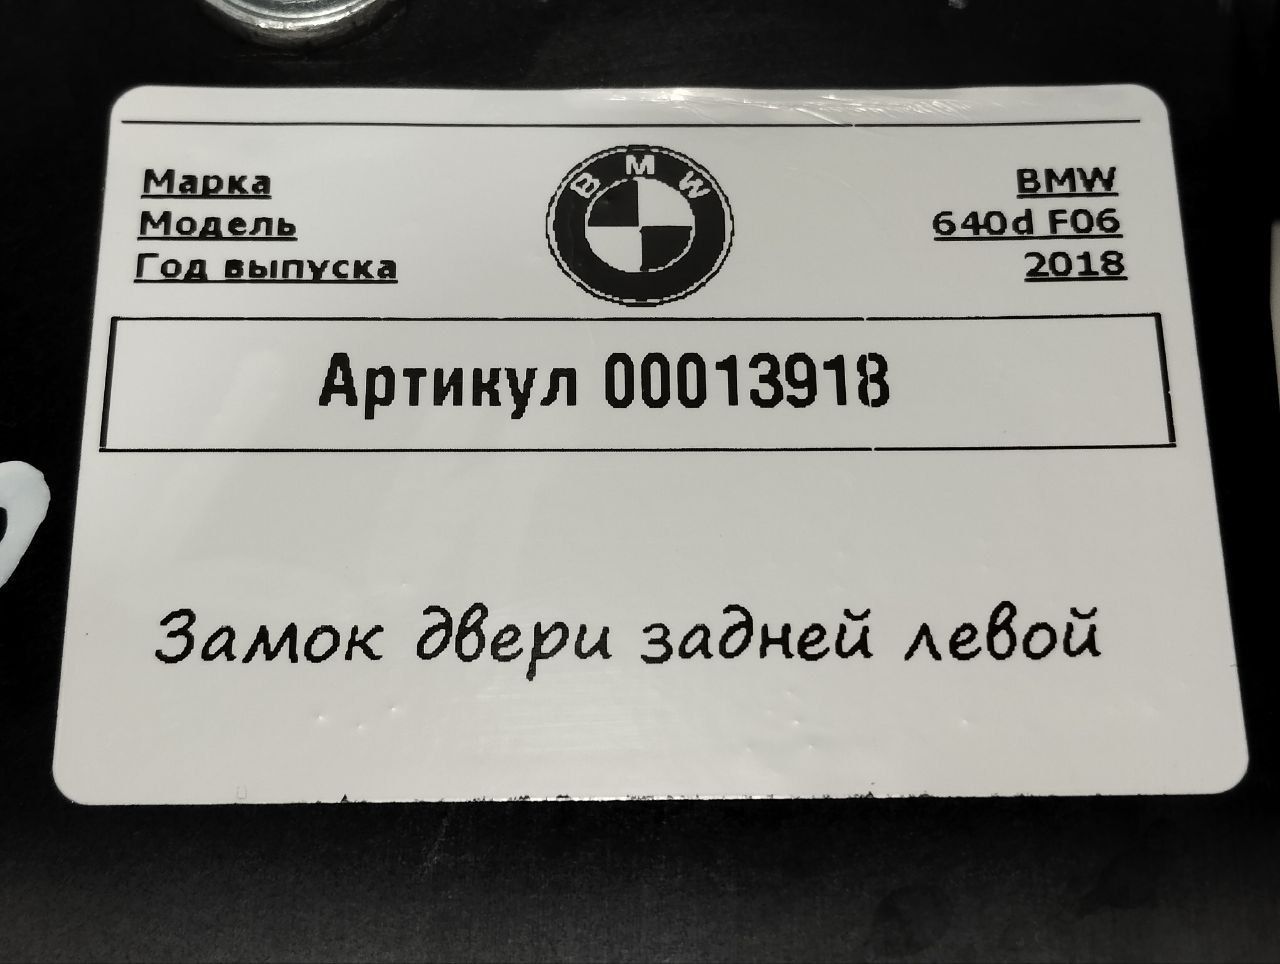 Марка BMW
Модель 640d F06
Год выпуска 2018
BMW
Артикул 00013918
Замок двери задней левой